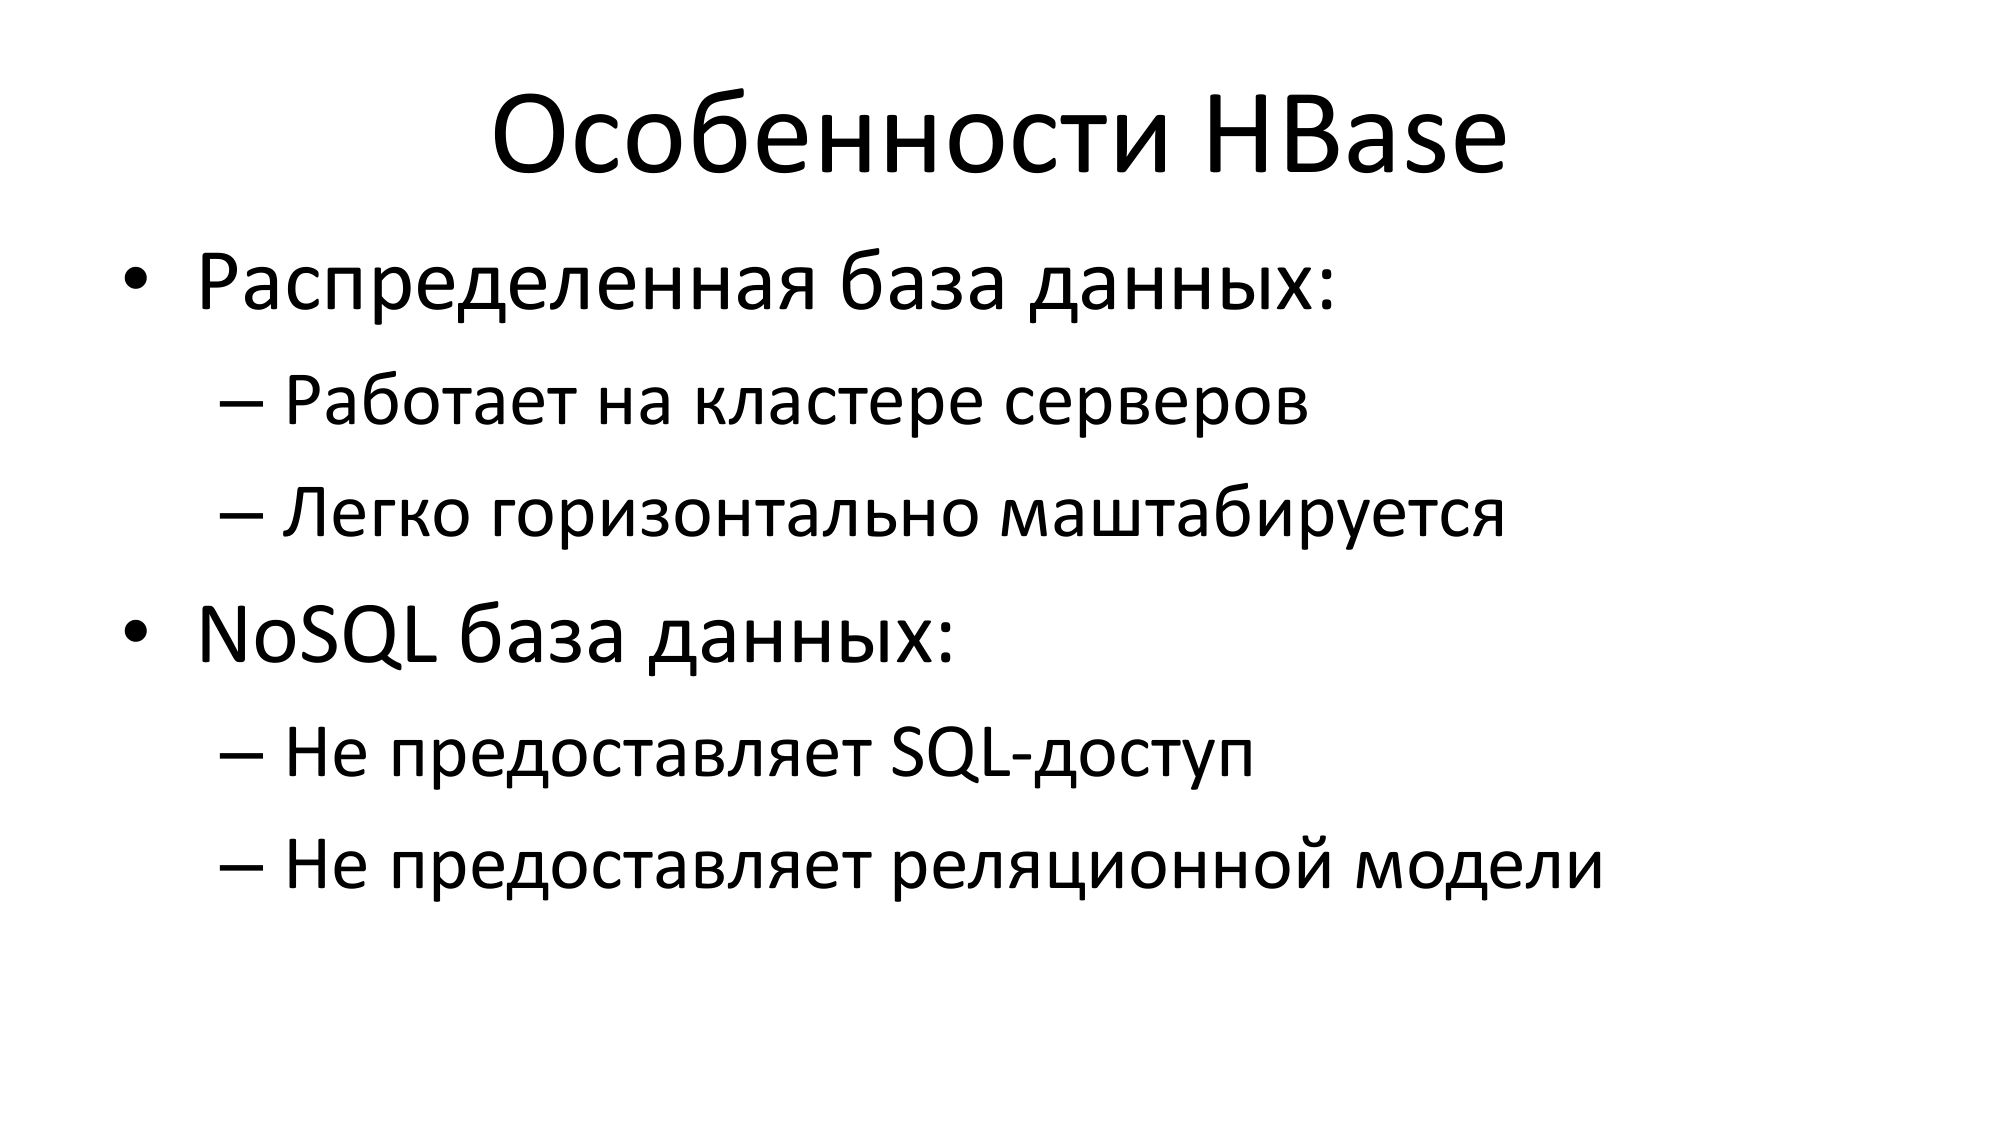 Особенности HBase
• Распределенная база данных:
– Работает на кластере серверов
– Легко горизонтально маштабируется
• NoSQL база данных:
– Не предоставляет SQL-доступ
– Не предоставляет реляционной модели